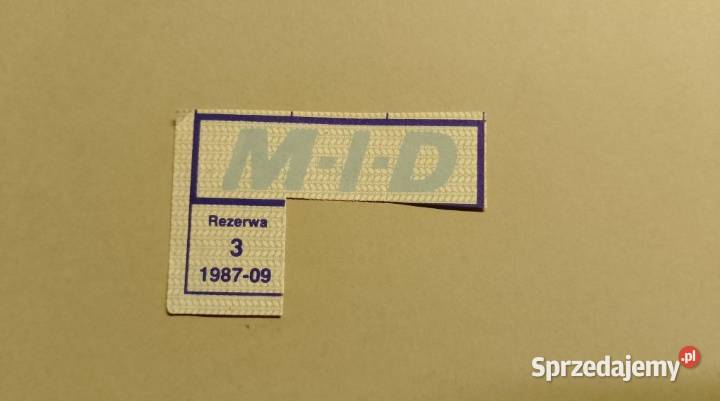 M-I-D
Rezerwa
3
1987-09
Sprzedajemy.pl